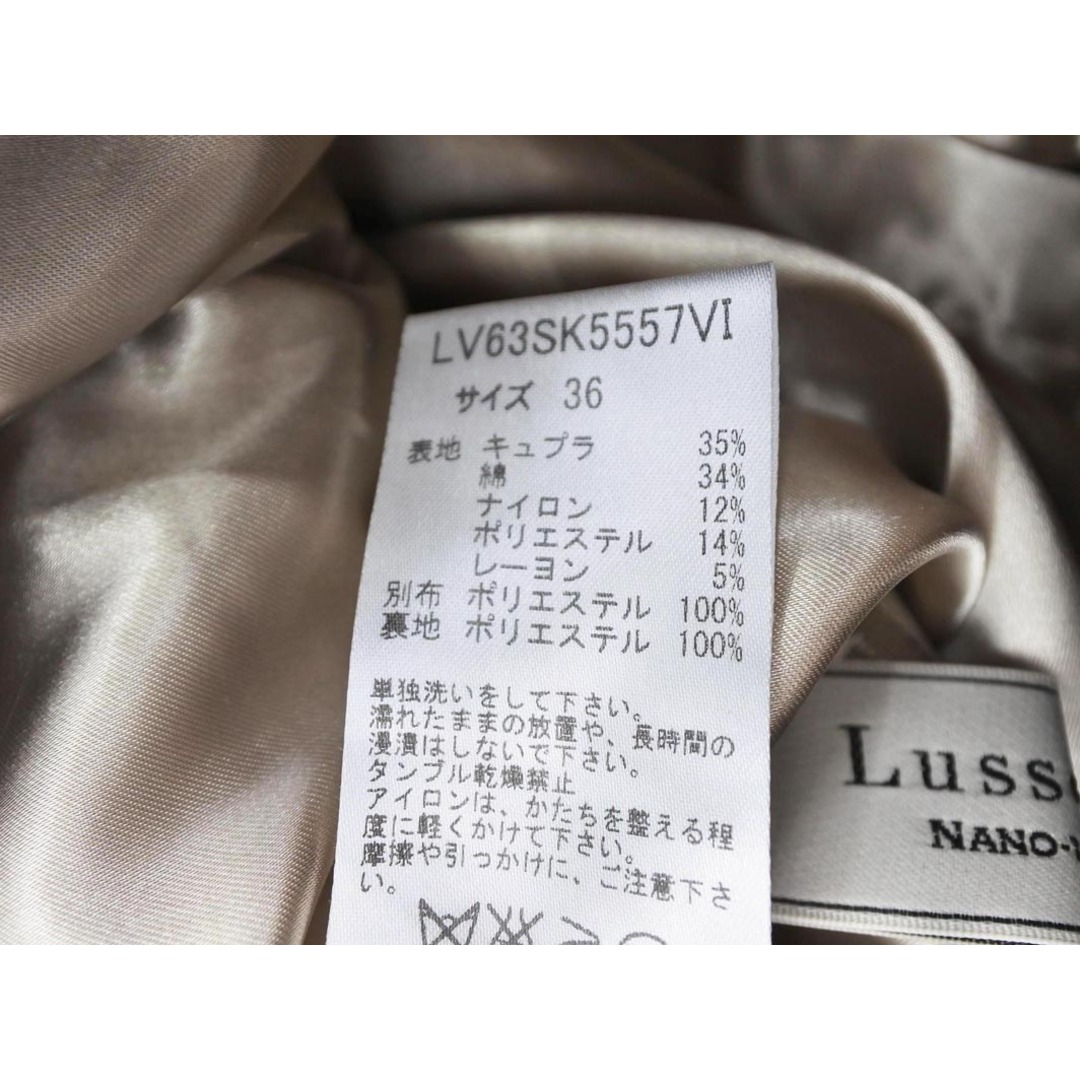 LV63SK5557VI
サイズ 36
表地 キュプラ 35%
綿 34%
ナイロン 12%
ポリエステル 14%
レーヨン 5%
別布 ポリエステル 100%
裏地 ポリエステル 100%
単独洗いをして下さい。
濡れたままの放置や、長時間の
浸漬はしないで下さい。
タンブル乾燥禁止
アイロンは、かたちを整える程
度に軽くかけて下さい。
摩擦や引っかけに、ご注意下さ
い。
Luss
NANO-